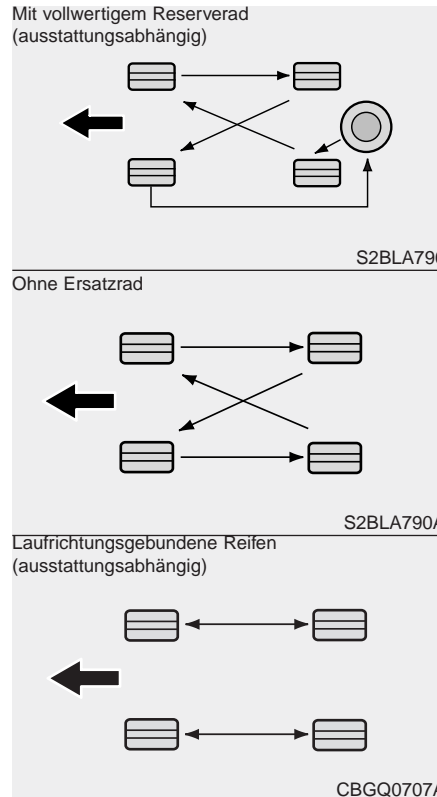 Mit vollwertigem Reserverad
(ausstattungsabhängig)
S2BLA790
Ohne Ersatzrad
S2BLA790A
Laufrichtungsgebundene Reifen
(ausstattungsabhängig)
CBGQ0707A